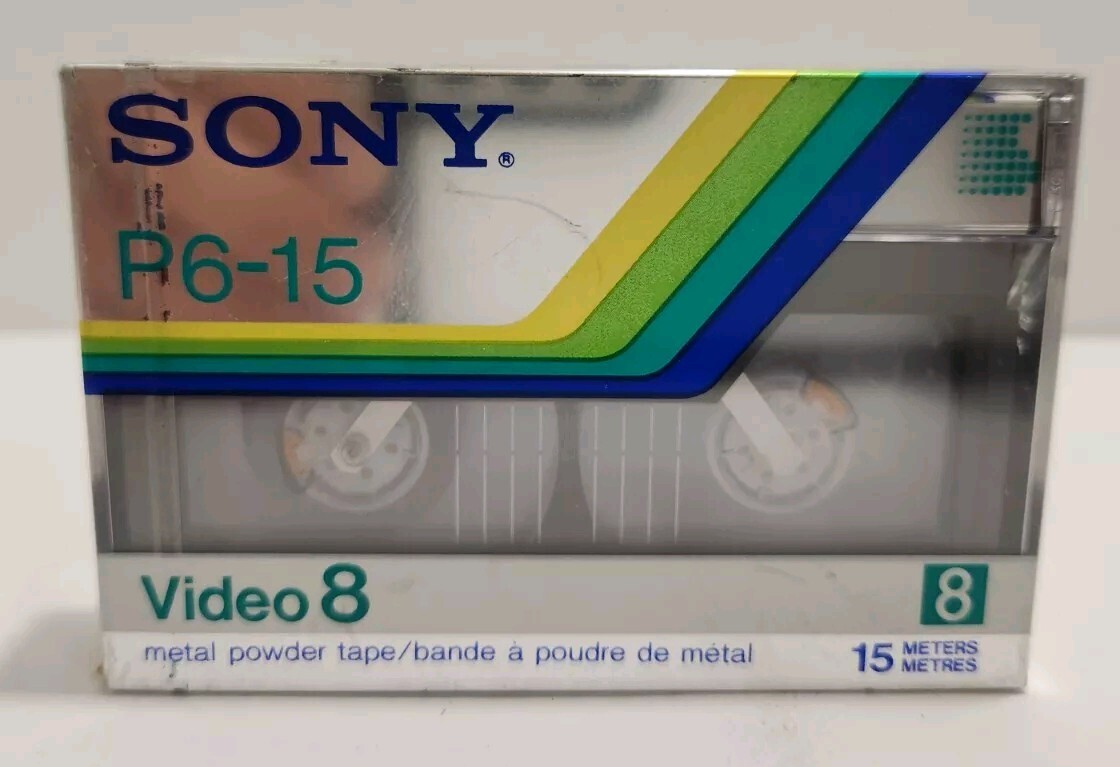 SONY®
P6-15
Video 8
8
metal powder tape/bande à poudre de métal
15 METERS
METRES